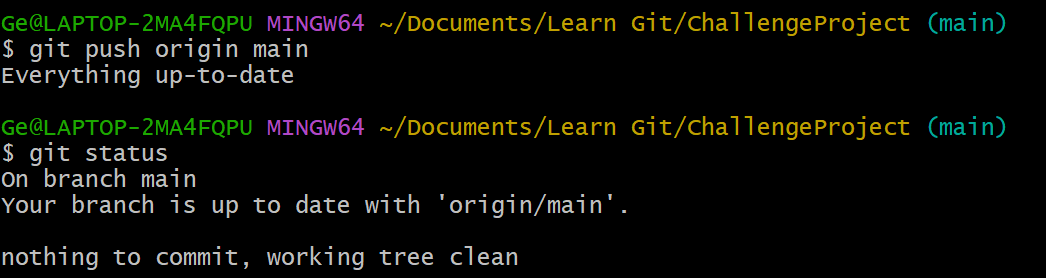 Ge@LAPTOP-2MA4FQPU MINGW64 ~/Documents/Learn Git/ChallengeProject (main)
$ git push origin main
Everything up-to-date
Ge@LAPTOP-2MA4FQPU MINGW64 ~/Documents/Learn Git/ChallengeProject (main)
$ git status
On branch main
Your branch is up to date with 'origin/main'.
nothing to commit, working tree clean